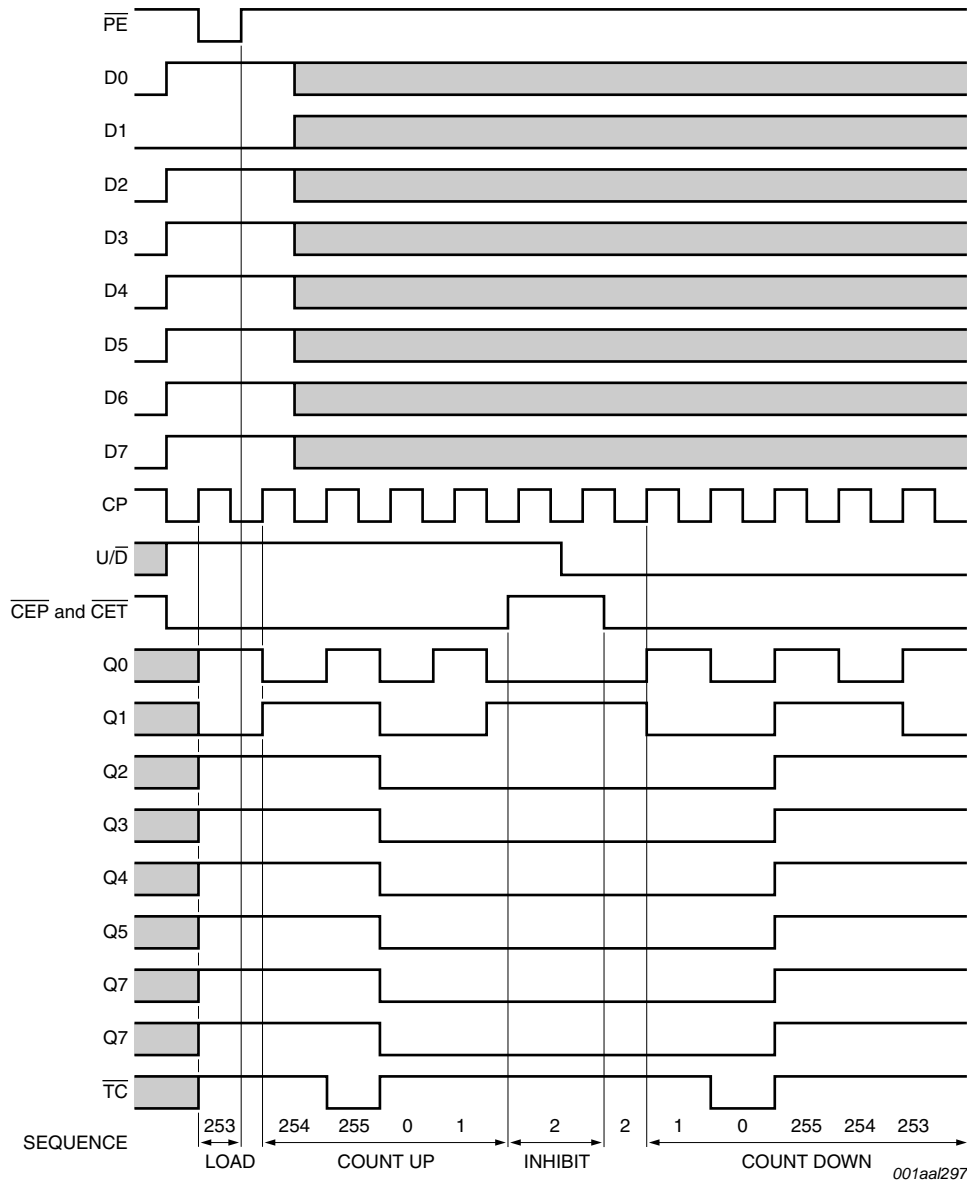 PE
D0
D1
D2
D3
D4
D5
D6
D7
CP
U/D
CEP and CET
Q0
Q1
Q2
Q3
Q4
Q5
Q7
Q7
TC
SEQUENCE 253 254 255 0 1 2 2 1 0 255 254 253
LOAD COUNT UP INHIBIT COUNT DOWN
001aal297